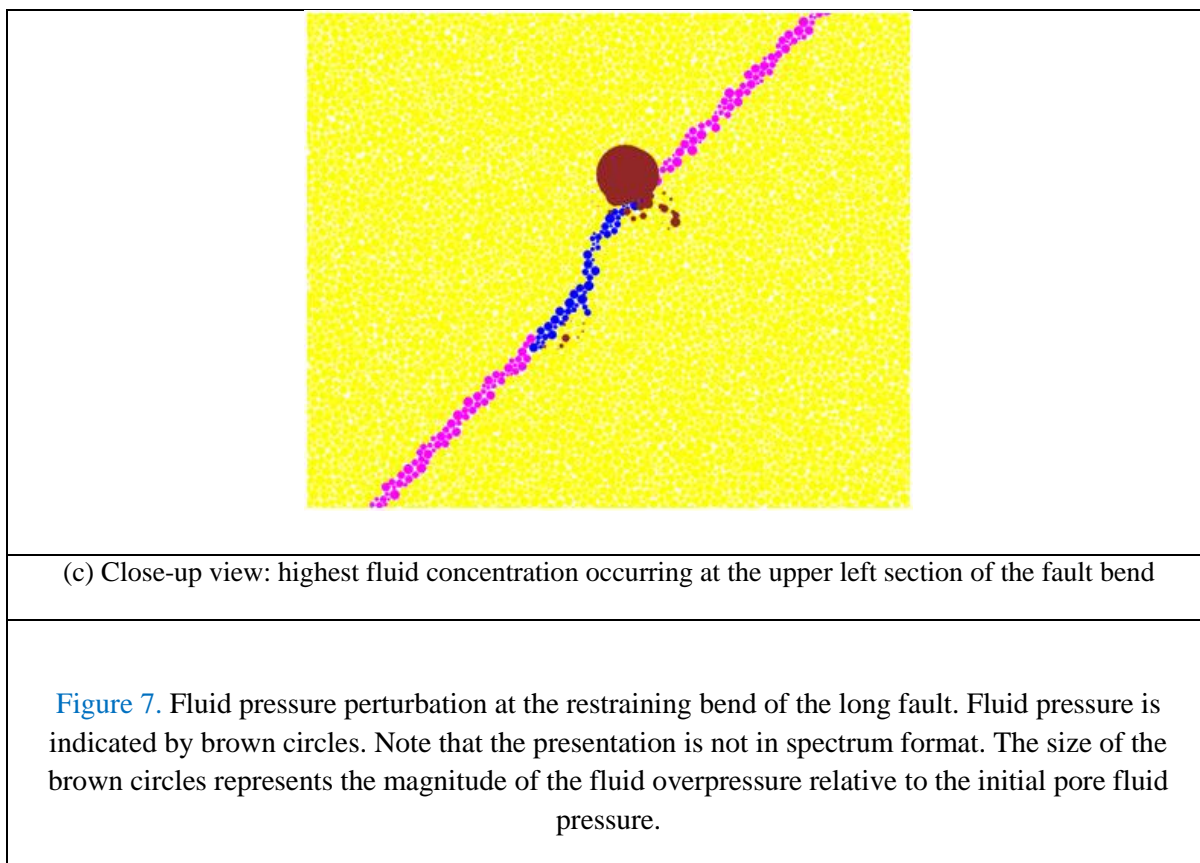 (c) Close-up view: highest fluid concentration occurring at the upper left section of the fault bend
Figure 7. Fluid pressure perturbation at the restraining bend of the long fault. Fluid pressure is
indicated by brown circles. Note that the presentation is not in spectrum format. The size of the
brown circles represents the magnitude of the fluid overpressure relative to the initial pore fluid
pressure.